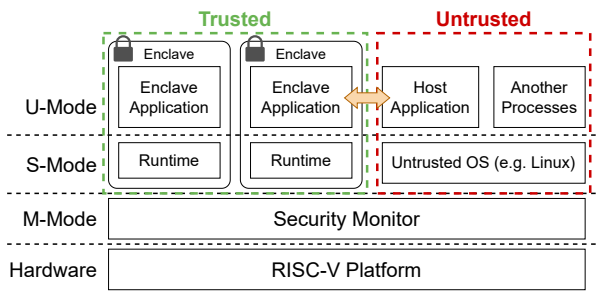 Trusted
Untrusted
Enclave
Enclave
U-Mode
Enclave
Application
Enclave
Application
Host
Application
Another
Processes
S-Mode
Runtime
Runtime
Untrusted OS (e.g. Linux)
M-Mode
Security Monitor
Hardware
RISC-V Platform